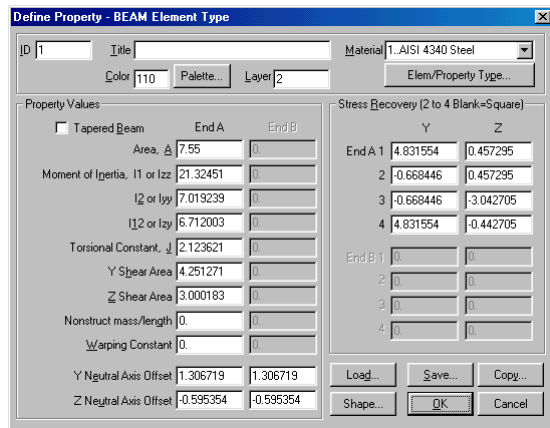 Define Property - BEAM Element Type
ID 1 Title Material 1..AISI 4340 Steel
Color 110 Palette... Layer 2 Elem/Property Type...
Property Values
Tapered Beam End A End B
Area, A 7.55 0.
Moment of Inertia, I1 or Izz 21.32451 0.
I2 or Iyy 7.019239 0.
I12 or Izy 6.712003 0.
Torsional Constant, J 2.123621 0.
Y Shear Area 4.251271 0.
Z Shear Area 3.000183 0.
Nonstruct mass/length 0. 0.
Warping Constant 0. 0.
Y Neutral Axis Offset 1.306719 1.306719
Z Neutral Axis Offset -0.595354 -0.595354
Stress Recovery (2 to 4 Blank=Square)
Y Z
End A 1 4.831554 0.457295
2 -0.668446 0.457295
3 -0.668446 -3.042705
4 4.831554 -0.442705
End B 1 0. 0.
2 0. 0.
3 0. 0.
4 0. 0.
Load... Save... Copy...
Shape... OK Cancel